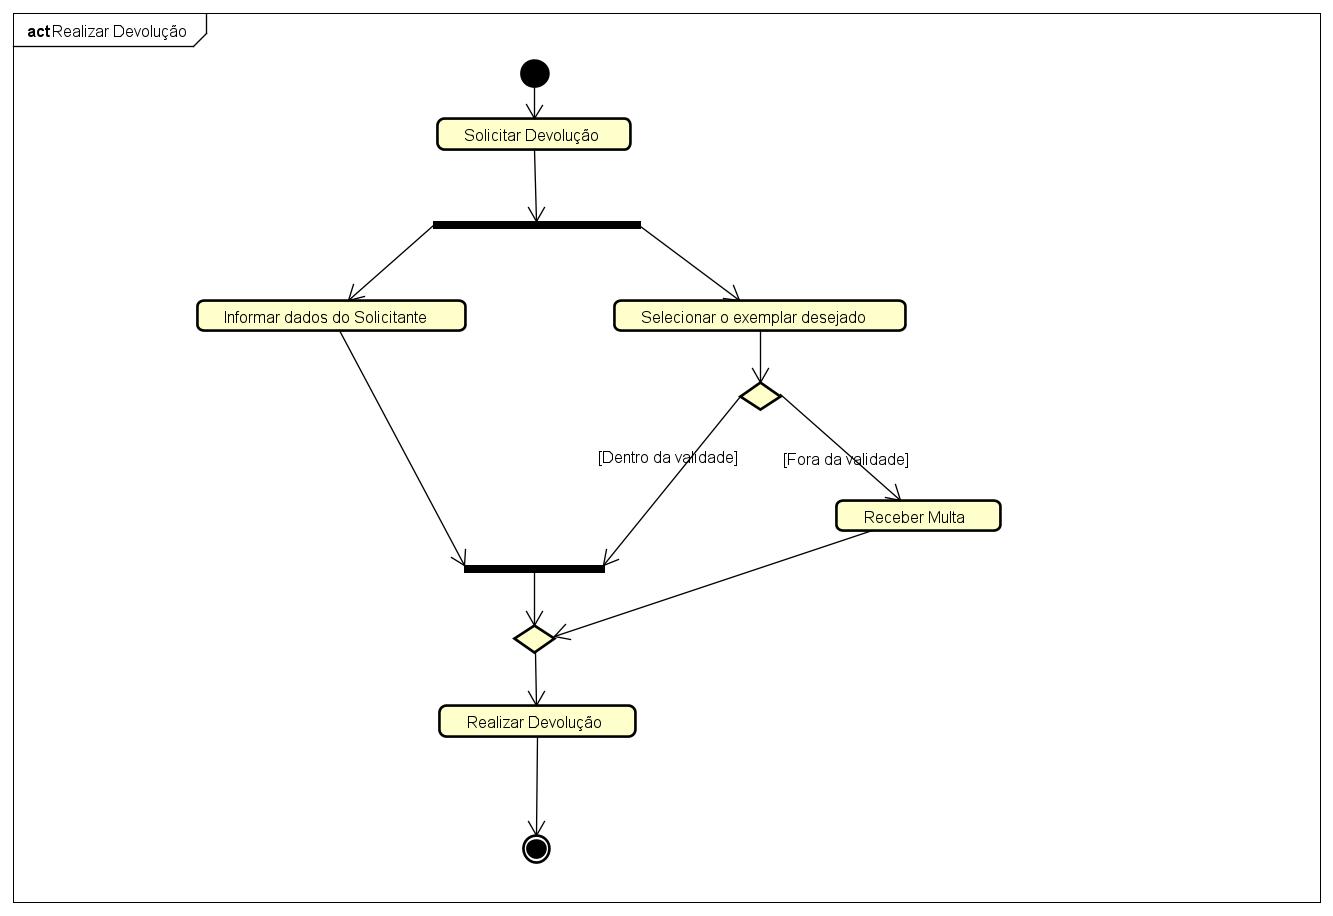 act Realizar Devolução
Solicitar Devolução
Informar dados do Solicitante
Selecionar o exemplar desejado
[Dentro da validade]
[Fora da validade]
Receber Multa
Realizar Devolução